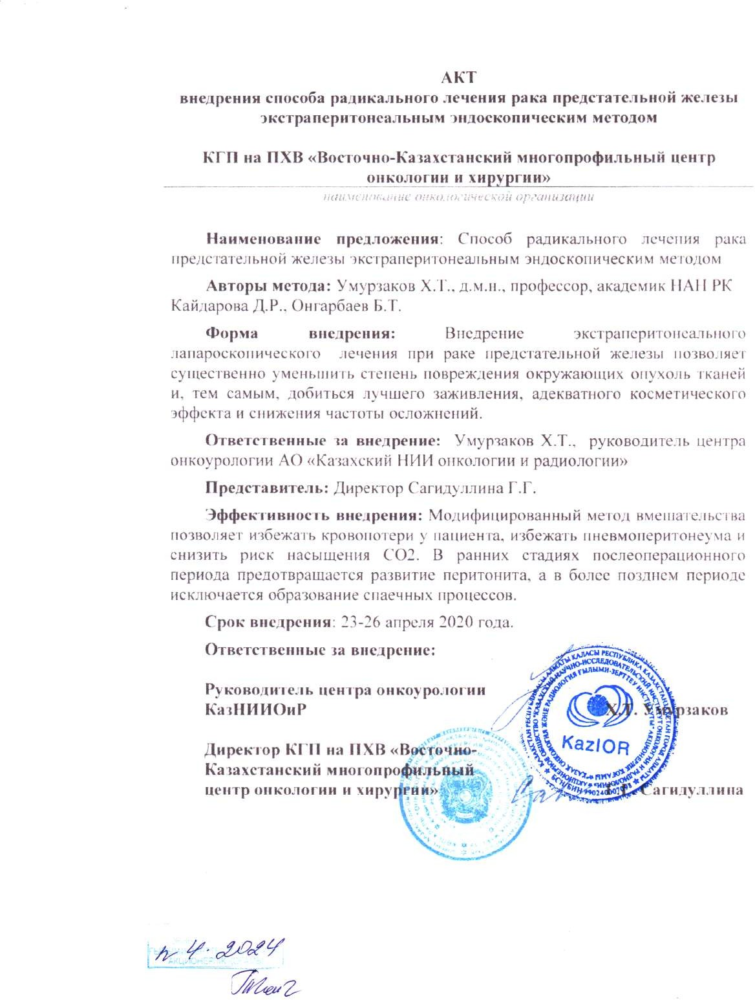 АКТ
внедрения способа радикального лечения рака предстательной железы
экстраперитонеальным эндоскопическим методом
КГП на ПХВ «Восточно-Казахстанский многопрофильный центр
онкологии и хирургии»
наименование онкологической организации
Наименование предложения: Способ радикального лечения рака
предстательной железы экстраперитонеальным эндоскопическим методом
Авторы метода: Умурзаков Х.Т., д.м.н., профессор, академик НАН РК
Кайдарова Д.Р., Онгарбаев Б.Т.
Форма внедрения: Внедрение экстраперитонеального
лапароскопического лечения при раке предстательной железы позволяет
существенно уменьшить степень повреждения окружающих опухоль тканей
и, тем самым, добиться лучшего заживления, адекватного косметического
эффекта и снижения частоты осложнений.
Ответственные за внедрение: Умурзаков Х.Т., руководитель центра
онкоурологии АО «Казахский НИИ онкологии и радиологии»
Представитель: Директор Сагидуллина Г.Г.
Эффективность внедрения: Модифицированный метод вмешательства
позволяет избежать кровопотери у пациента, избежать пневмоперитонеума и
снизить риск насыщения СО2. В ранних стадиях послеоперационного
периода предотвращается развитие перитонита, а в более позднем периоде
исключается образование спаечных процессов.
Срок внедрения: 23-26 апреля 2020 года.
Ответственные за внедрение:
Руководитель центра онкоурологии
КазНИИОиР Х.Т. Умурзаков
KazIOR
БСН/БИН 990240007098
Директор КГП на ПХВ «Восточно-
Казахстанский многопрофильный
центр онкологии и хирургии» Г.Г. Сагидуллина
№ 4. 2024
АКЦИОНЕРЛІК